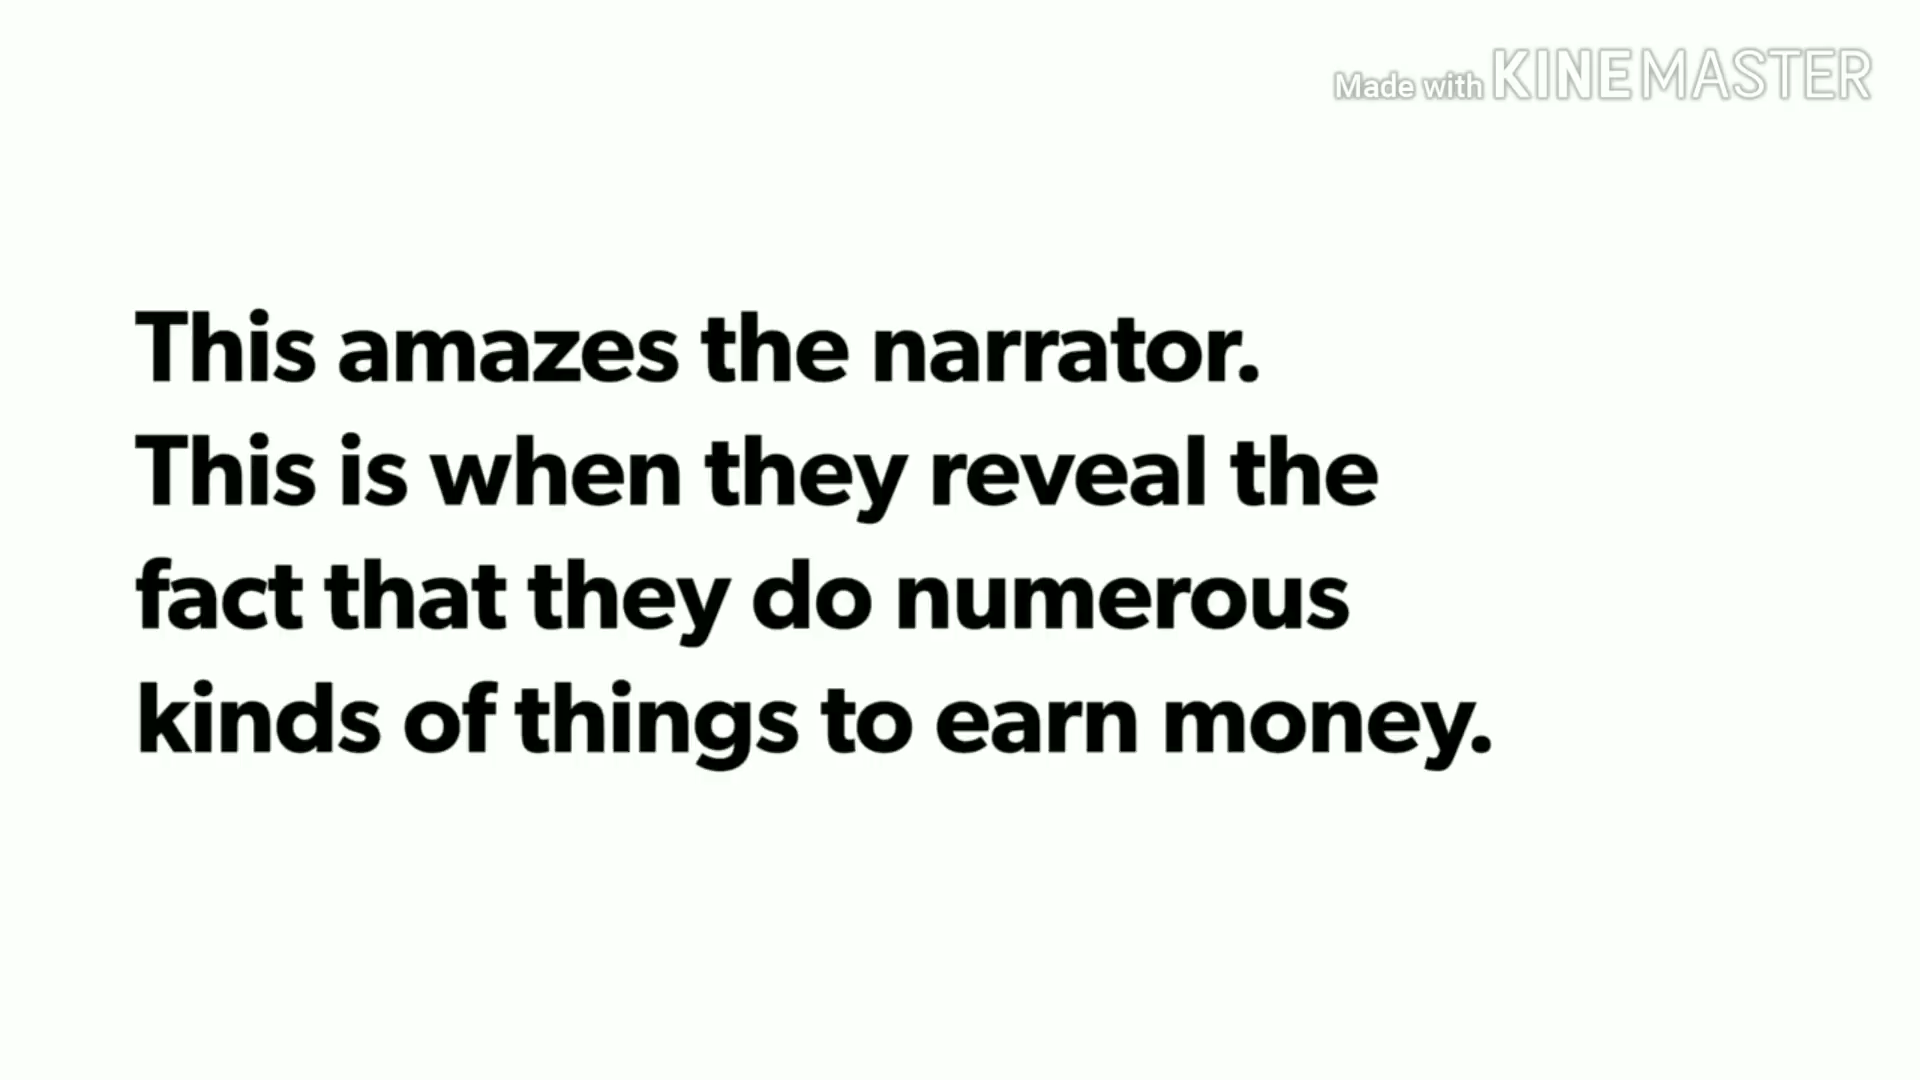 Made with KINEMASTER
This amazes the narrator.
This is when they reveal the
fact that they do numerous
kinds of things to earn money.